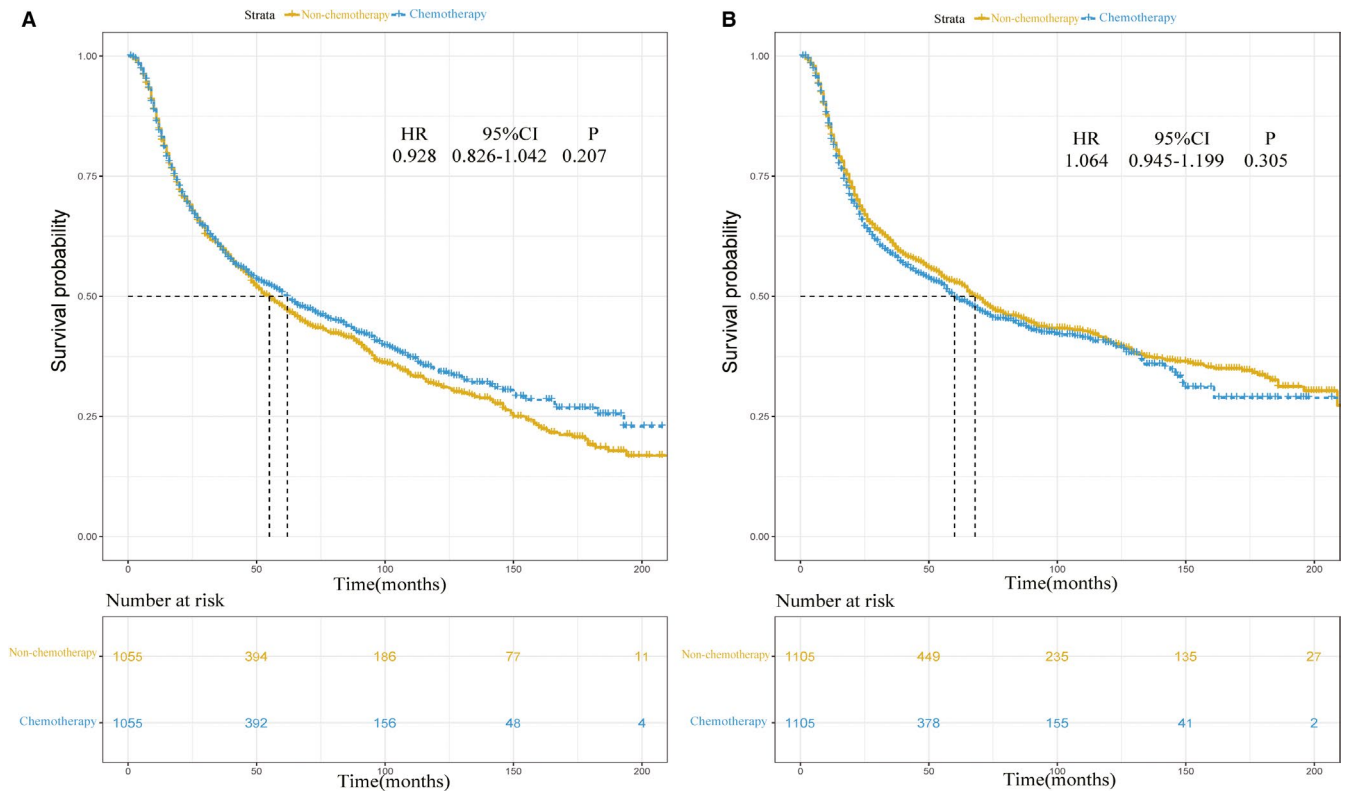 A
Strata Non-chemotherapy Chemotherapy
HR 95%CI P
0.928 0.826-1.042 0.207
Survival probability
1.00
0.75
0.50
0.25
0.00
0 50 100 150 200
Time(months)
Number at risk
Non-chemotherapy 1055 394 186 77 11
Chemotherapy 1055 392 156 48 4
0 50 100 150 200
Time(months)
B
Strata Non-chemotherapy Chemotherapy
HR 95%CI P
1.064 0.945-1.199 0.305
Survival probability
1.00
0.75
0.50
0.25
0.00
0 50 100 150 200
Time(months)
Number at risk
Non-chemotherapy 1105 449 235 135 27
Chemotherapy 1105 378 155 41 2
0 50 100 150 200
Time(months)